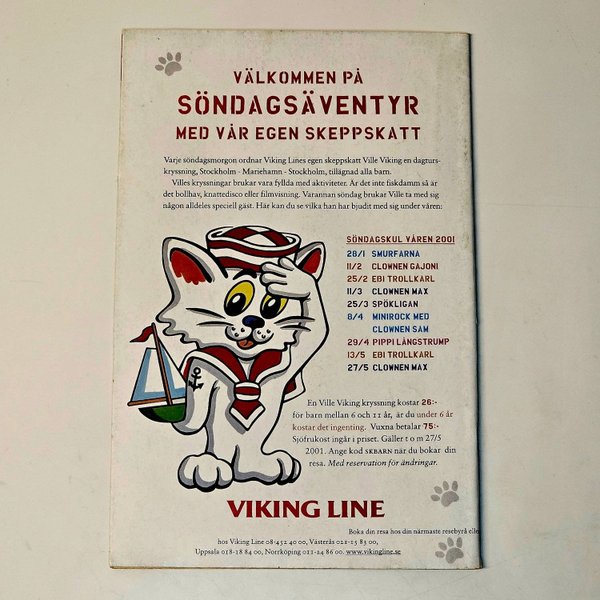 VÄLKOMMEN PÅ
SÖNDAGSÄVENTYR
MED VÅR EGEN SKEPPSKATT
Varje söndagsmorgon ordnar Viking Lines egen skeppskatt Ville Viking en dagturs-
kryssning, Stockholm - Mariehamn - Stockholm, tillägnad alla barn.
Villes kryssningar brukar vara fyllda med aktiviteter. Är det inte fiskdamm så är
det bollhav, knattedisco eller filmvisning. Varannan söndag brukar Ville ta med sig
någon alldeles speciell gäst. Här kan du se vilka han har bjudit med sig under våren:
SÖNDAGSKUL VÅREN 2001
28/1 SMURFARNA
11/2 CLOWNEN GAJONI
25/2 EBI TROLLKARL
11/3 CLOWNEN MAX
25/3 SPÖKLIGAN
8/4 MINIROCK MED
CLOWNEN SAM
29/4 PIPPI LÅNGSTRUMP
13/5 EBI TROLLKARL
27/5 CLOWNEN MAX
En Ville Viking kryssning kostar 26:-
för barn mellan 6 och 11 år, är du under 6 år
kostar det ingenting. Vuxna betalar 75:-
Sjöfrukost ingår i priset. Gäller t o m 27/5
2001. Ange kod SKBARN när du bokar din
resa. Med reservation för ändringar.
VIKING LINE
Boka din resa hos din närmaste resebyrå elle
hos Viking Line 08-452 40 00, Västerås 021-15 83 00,
Uppsala 018-18 84 00, Norrköping 011-24 86 00. www.vikingline.se